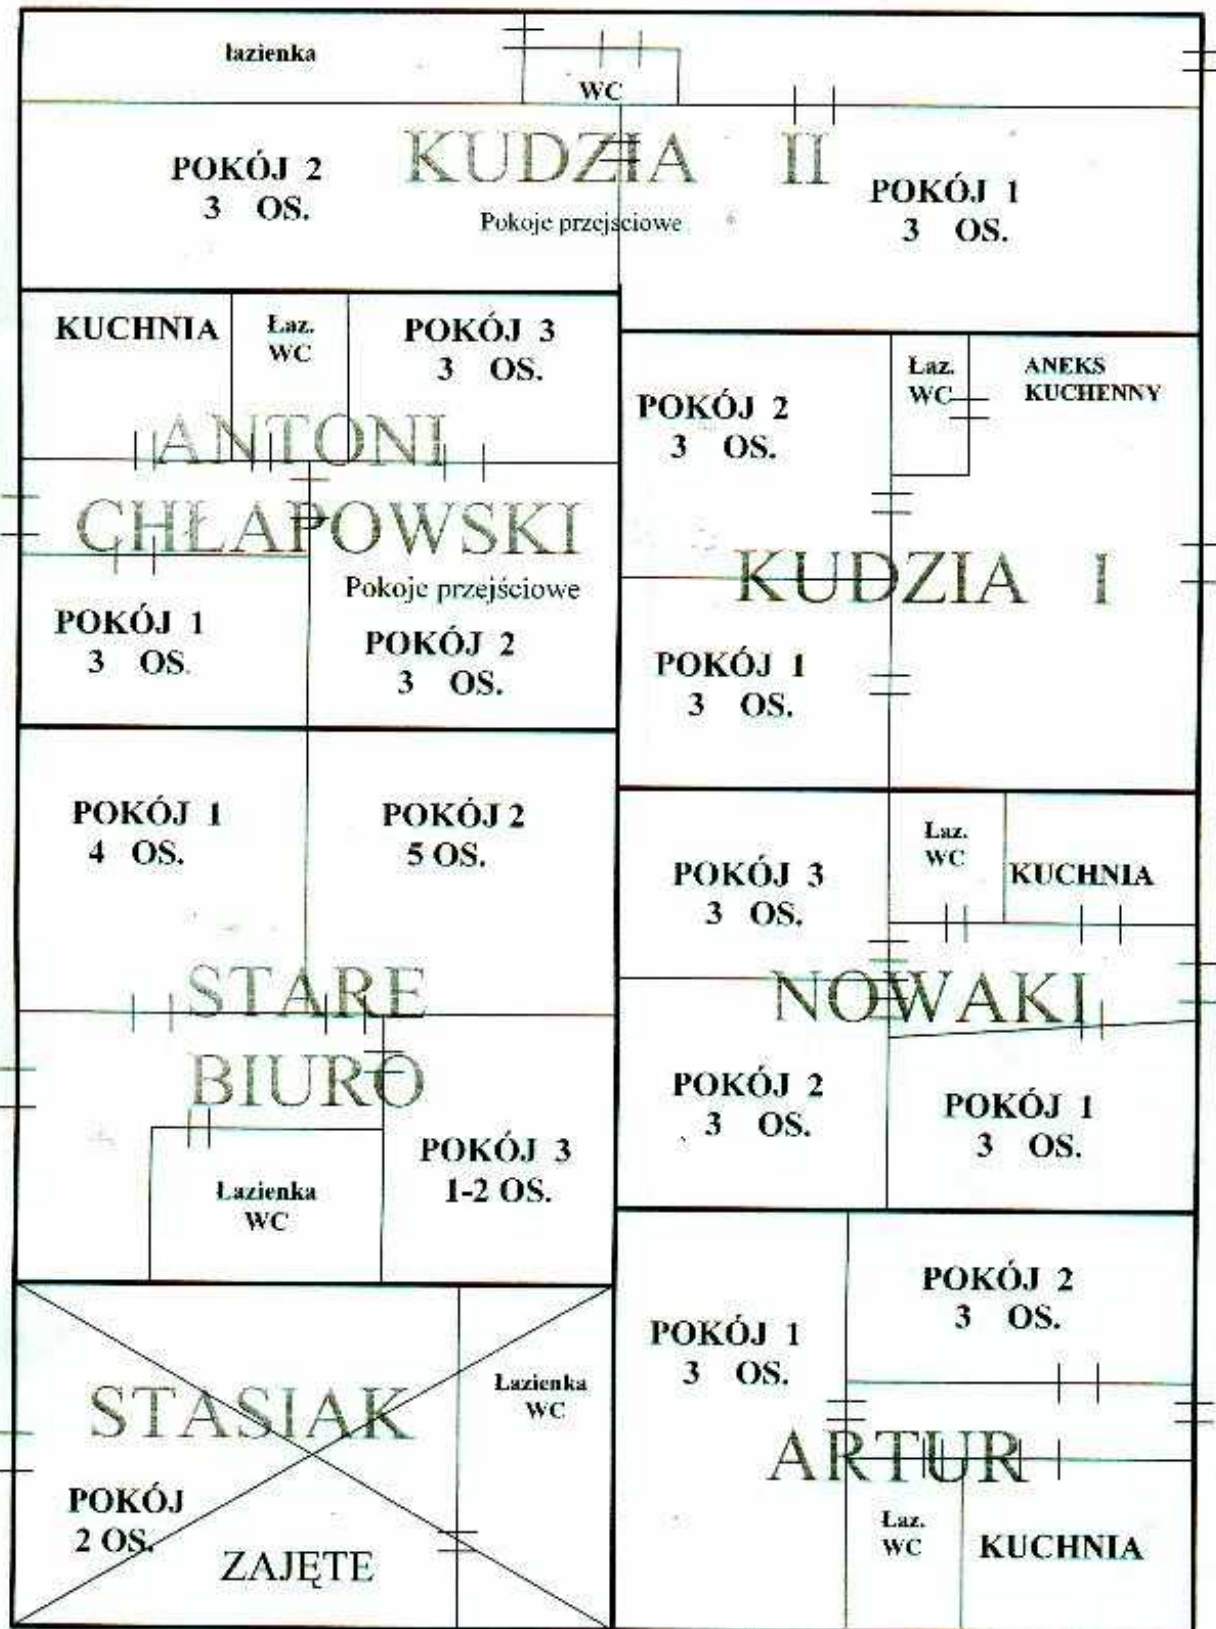 łazienka
WC
KUDZIA II
POKÓJ 2
3 OS.
Pokoje przejściowe
POKÓJ 1
3 OS.
KUCHNIA
Łaz.
WC
POKÓJ 3
3 OS.
ANTONI
CHŁAPOWSKI
Pokoje przejściowe
POKÓJ 1
3 OS.
POKÓJ 2
3 OS.
POKÓJ 2
3 OS.
Łaz.
WC
ANEKS
KUCHENNY
KUDZIA I
POKÓJ 1
3 OS.
POKÓJ 1
4 OS.
POKÓJ 2
5 OS.
STARE
BIURO
Łazienka
WC
POKÓJ 3
1-2 OS.
POKÓJ 3
3 OS.
Łaz.
WC
KUCHNIA
NOWAKI
POKÓJ 2
3 OS.
POKÓJ 1
3 OS.
STASIAK
Łazienka
WC
POKÓJ
2 OS.
ZAJĘTE
POKÓJ 1
3 OS.
POKÓJ 2
3 OS.
ARTUR
Łaz.
WC
KUCHNIA